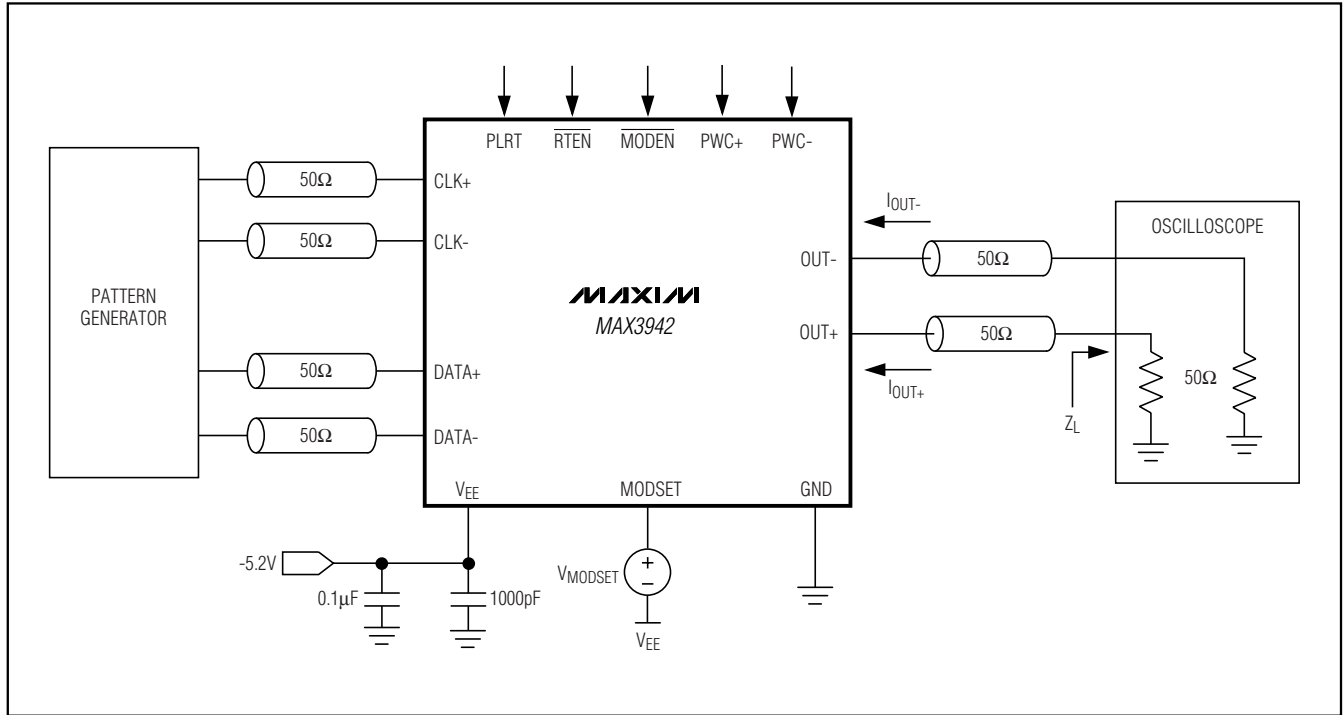 PLRT RTEN MODEN PWC+ PWC-
PATTERN
GENERATOR
50Ω CLK+
50Ω CLK-
50Ω DATA+
50Ω DATA-
MAXIM
MAX3942
IOUT-
OUT- 50Ω
OUT+ 50Ω
IOUT+
OSCILLOSCOPE
50Ω
ZL
VEE MODSET GND
-5.2V
0.1µF 1000pF
VMODSET + -
VEE